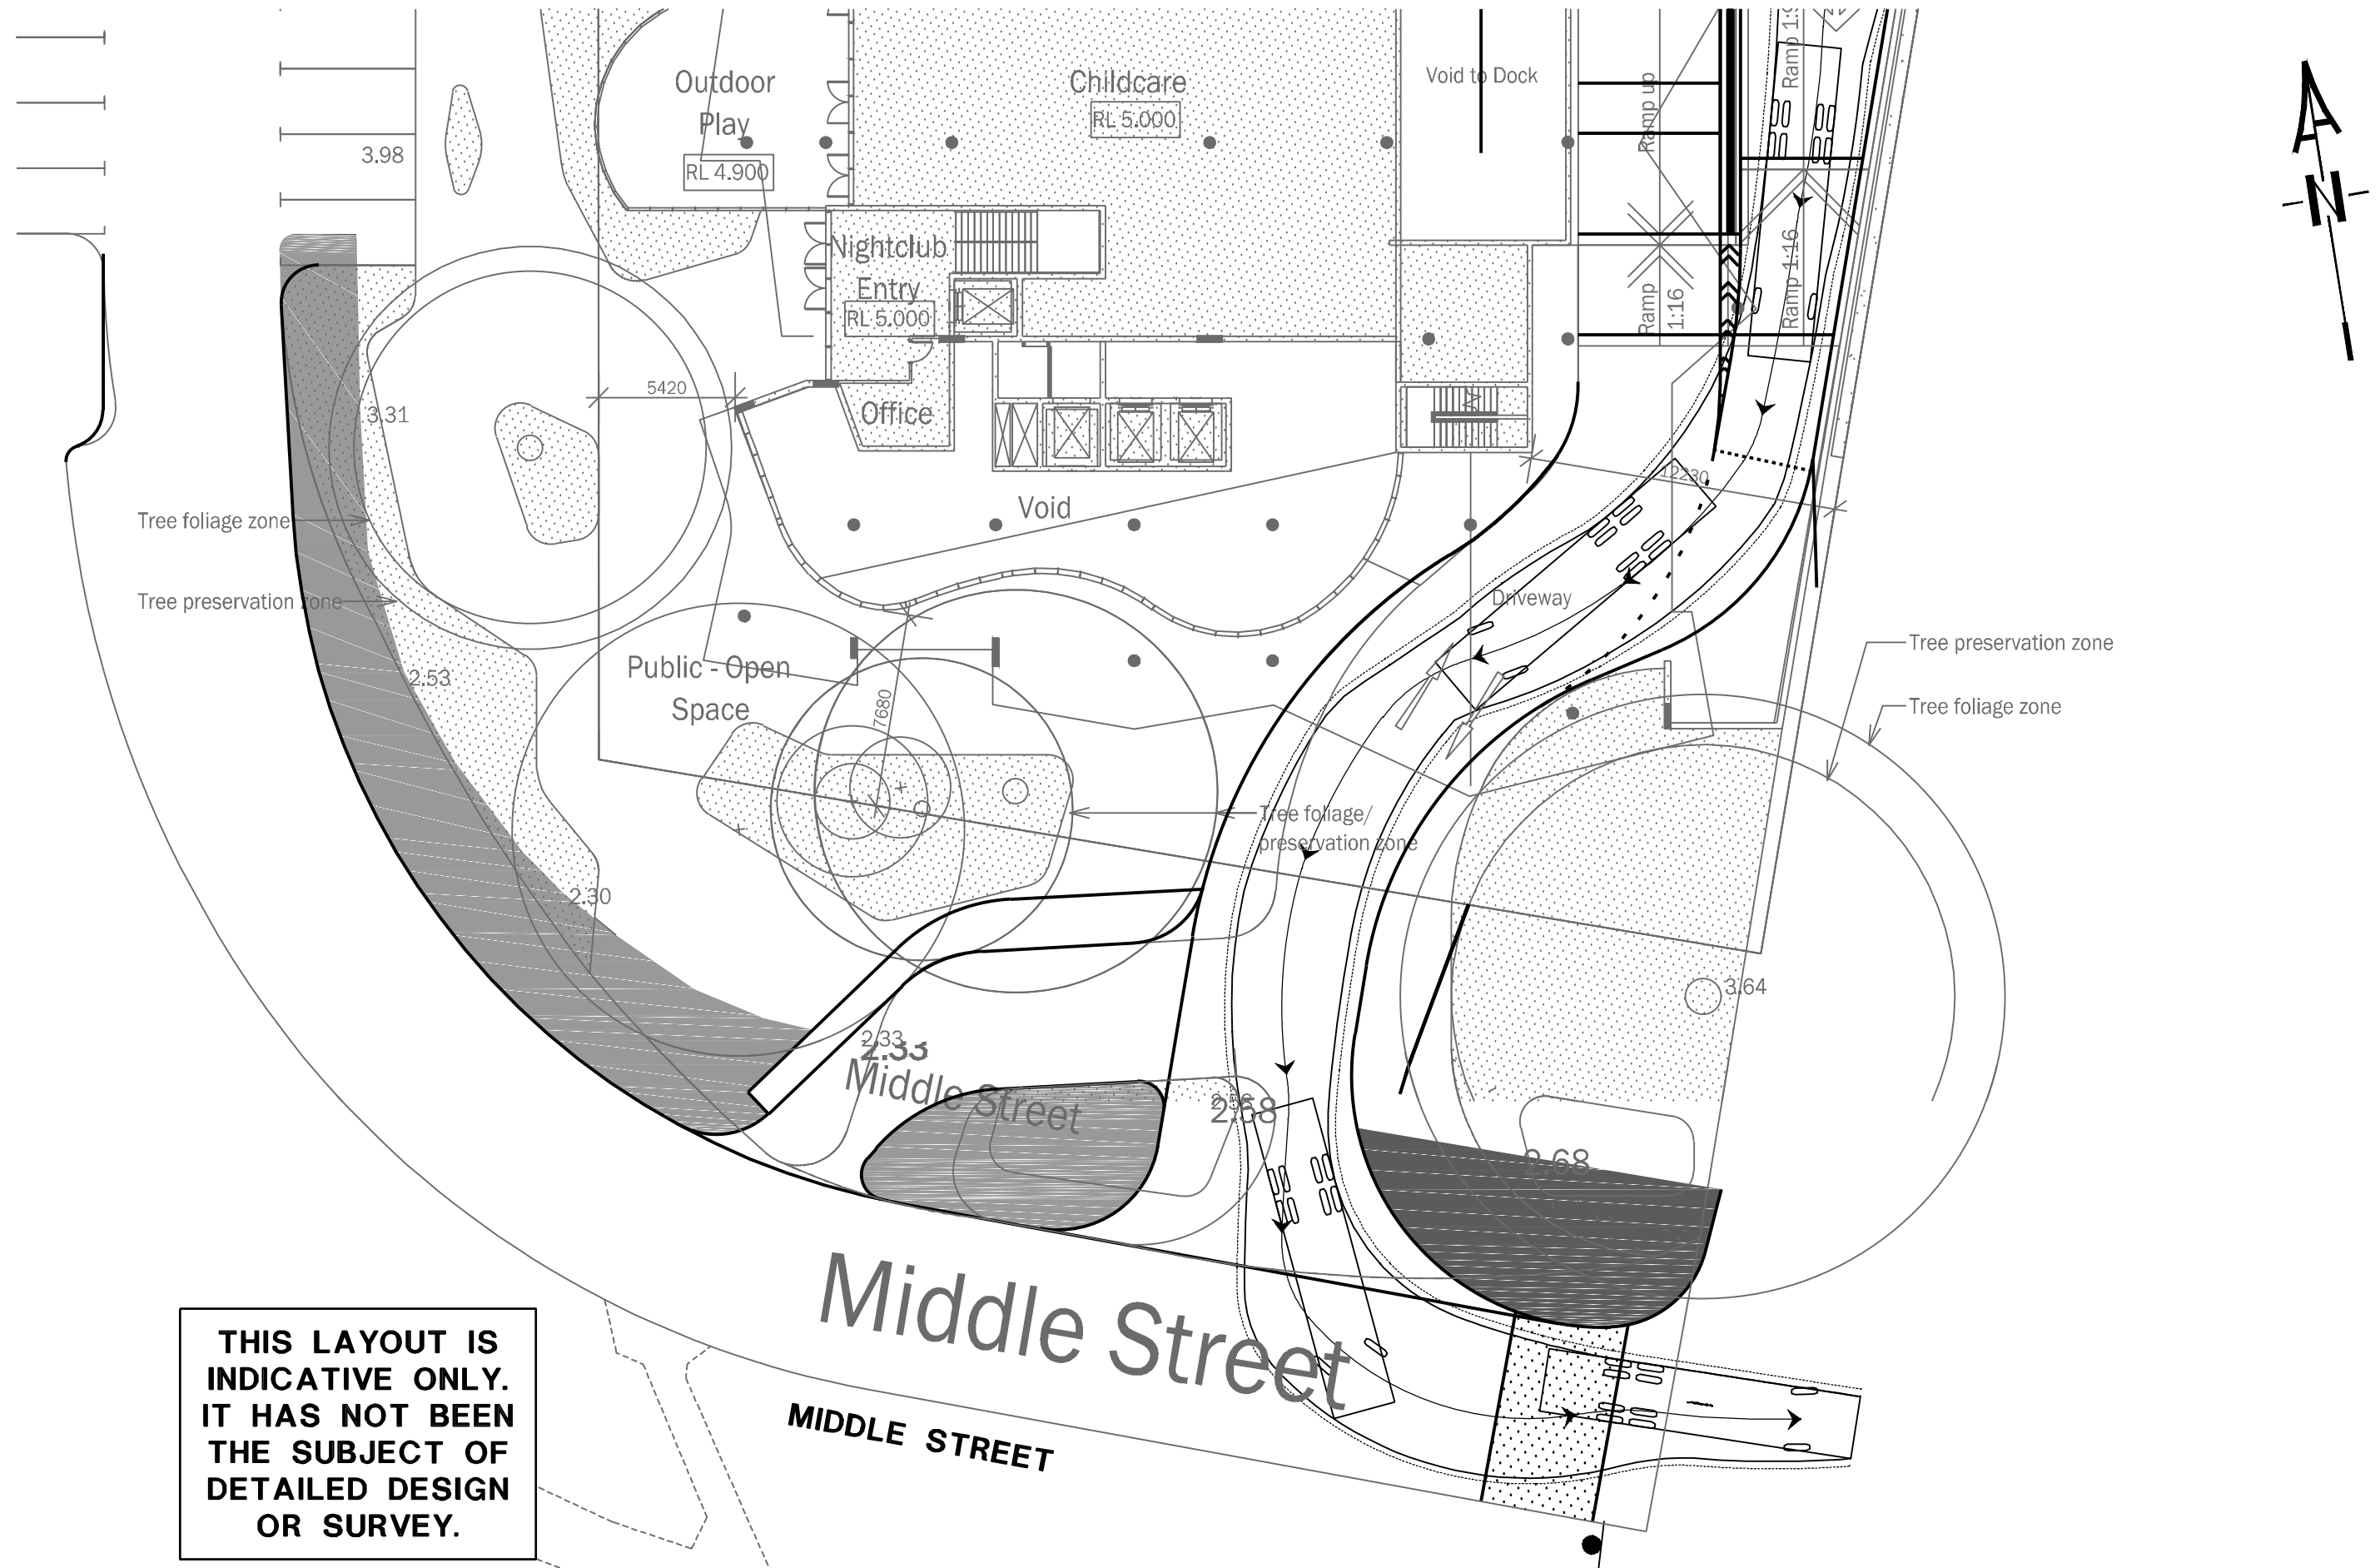 Outdoor
Play
RL 4.900
Childcare
RL 5.000
Void to Dock
Ramp up
Ramp 1:16
Ramp
1:16
N
3.98
Nightclub
Entry
RL 5.000
Office
5420
3.31
Void
12230
Tree foliage zone
Tree preservation zone
Driveway
2.53
Public - Open
Space
7680
Tree preservation zone
Tree foliage zone
Tree foliage/
preservation zone
2.30
3.64
2.33
2.33
Middle Street
2.58
2.68
Middle Street
MIDDLE STREET
THIS LAYOUT IS
INDICATIVE ONLY.
IT HAS NOT BEEN
THE SUBJECT OF
DETAILED DESIGN
OR SURVEY.